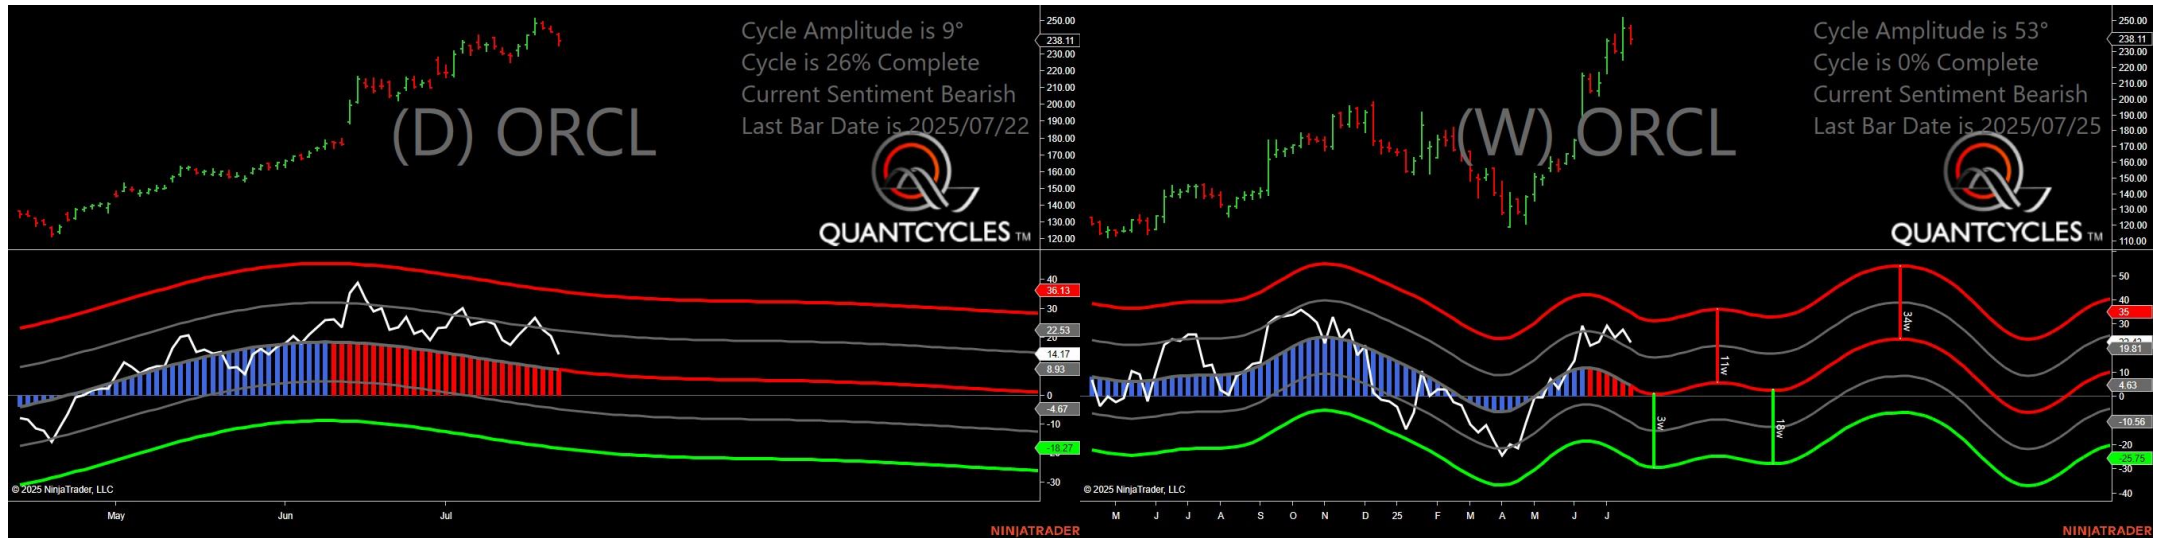 Cycle Amplitude is 9°
Cycle is 26% Complete
Current Sentiment Bearish
Last Bar Date is 2025/07/22
(D) ORCL
QUANTCYCLES TM
250.00
238.11
230.00
220.00
210.00
200.00
190.00
180.00
170.00
160.00
150.00
140.00
130.00
120.00
40
36.13
30
22.53
20
14.17
8.93
0
-4.67
-10
-18.27
-30
© 2025 NinjaTrader, LLC
May Jun Jul
NINJATRADER
Cycle Amplitude is 53°
Cycle is 0% Complete
Current Sentiment Bearish
Last Bar Date is 2025/07/25
(W) ORCL
QUANTCYCLES TM
250.00
238.11
230.00
220.00
210.00
200.00
190.00
180.00
170.00
160.00
150.00
140.00
130.00
120.00
110.00
50
40
35
30
19.81
10
4.63
0
-10.56
-20
-25.75
-30
-40
3w
11w
18w
34w
© 2025 NinjaTrader, LLC
M J J A S O N D 25 F M A M J J
NINJATRADER